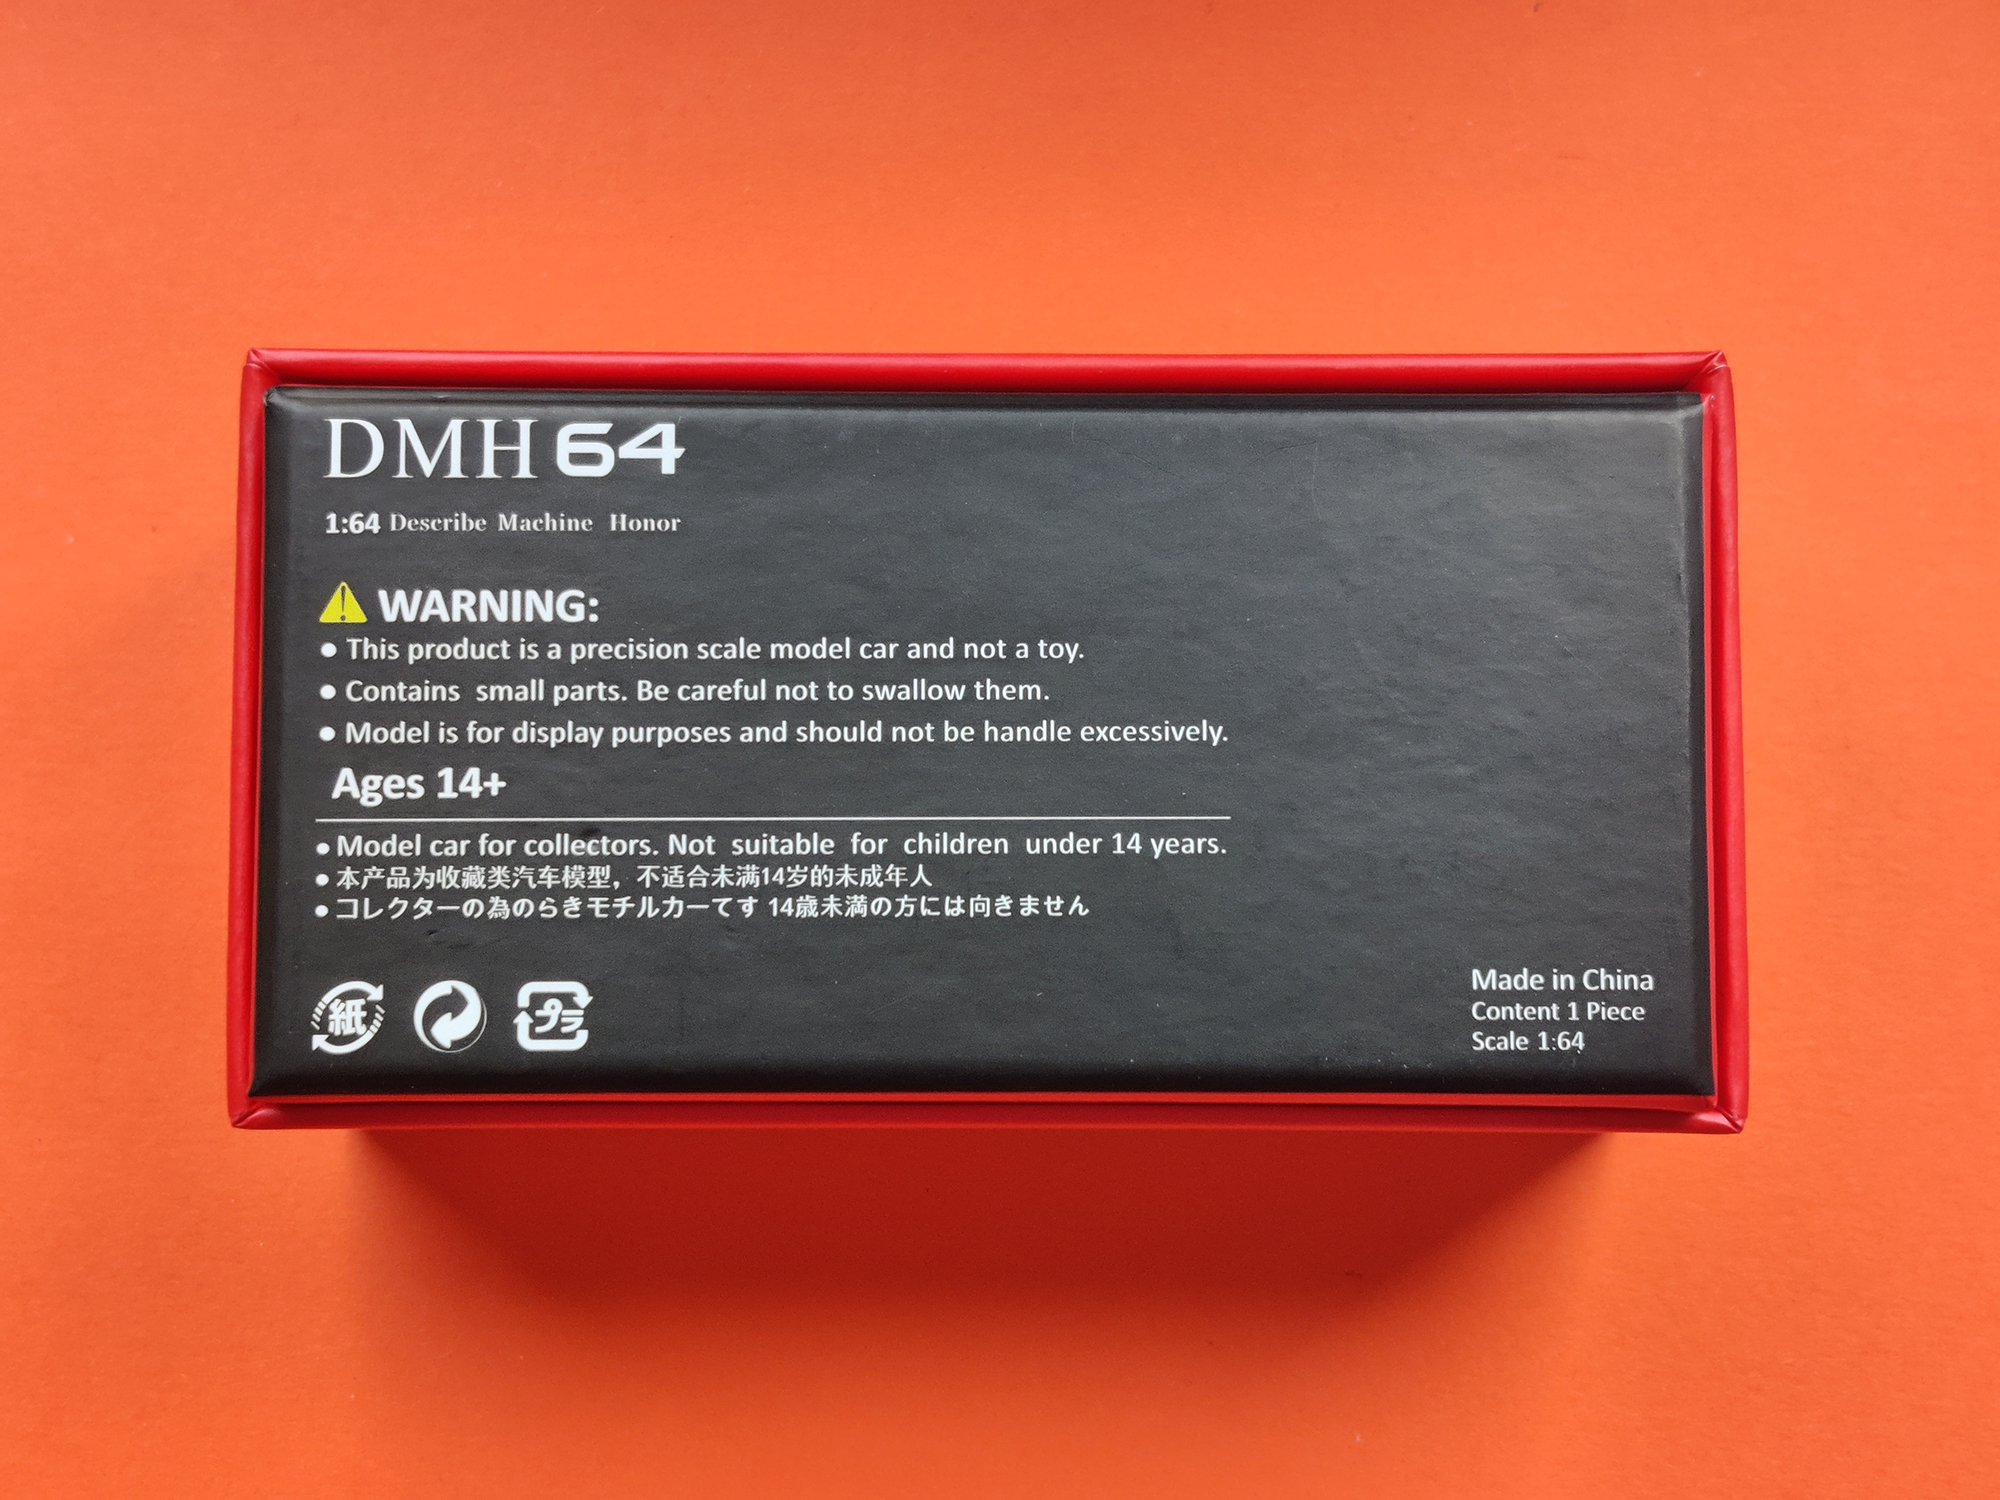 DMH 64
1:64 Describe Machine Honor
WARNING:
● This product is a precision scale model car and not a toy.
● Contains small parts. Be careful not to swallow them.
● Model is for display purposes and should not be handle excessively.
Ages 14+
● Model car for collectors. Not suitable for children under 14 years.
● 本产品为收藏类汽车模型，不适合未满14岁的未成年人
● コレクターの為のらきモチルカーてす 14歳未満の方には向きません
紙
プラ
Made in China
Content 1 Piece
Scale 1:64